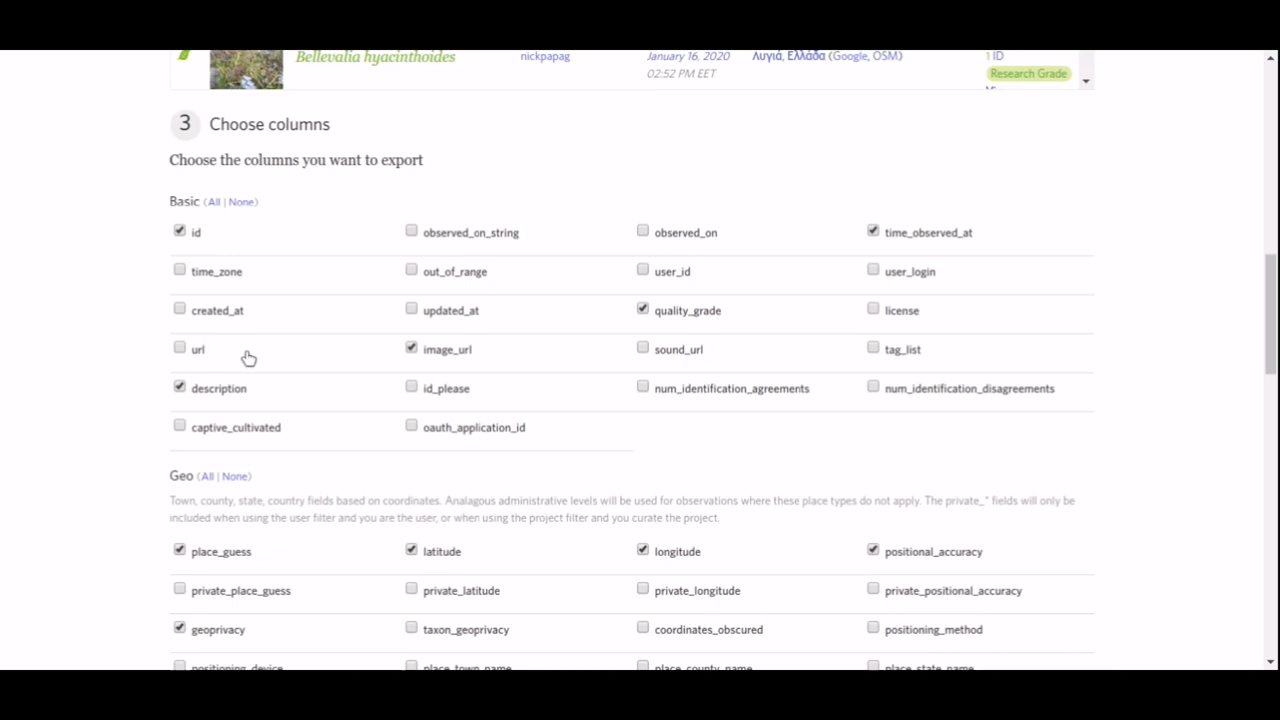 Bellevalia hyacinthoides nickpapag January 16, 2020 Λυγιά, Ελλάδα (Google, OSM) 1 ID
02:52 PM EET Research Grade
3 Choose columns
Choose the columns you want to export
Basic (All | None)
id observed_on_string observed_on time_observed_at
time_zone out_of_range user_id user_login
created_at updated_at quality_grade license
url image_url sound_url tag_list
description id_please num_identification_agreements num_identification_disagreements
captive_cultivated oauth_application_id
Geo (All | None)
Town, county, state, country fields based on coordinates. Analagous administrative levels will be used for observations where these place types do not apply. The private_* fields will only
included when using the user filter and you are the user, or when using the project filter and you curate the project.
place_guess latitude longitude positional_accuracy
private_place_guess private_latitude private_longitude private_positional_accuracy
geoprivacy taxon_geoprivacy coordinates_obscured positioning_method
positioning_device place_town_name place_county_name place_state_name